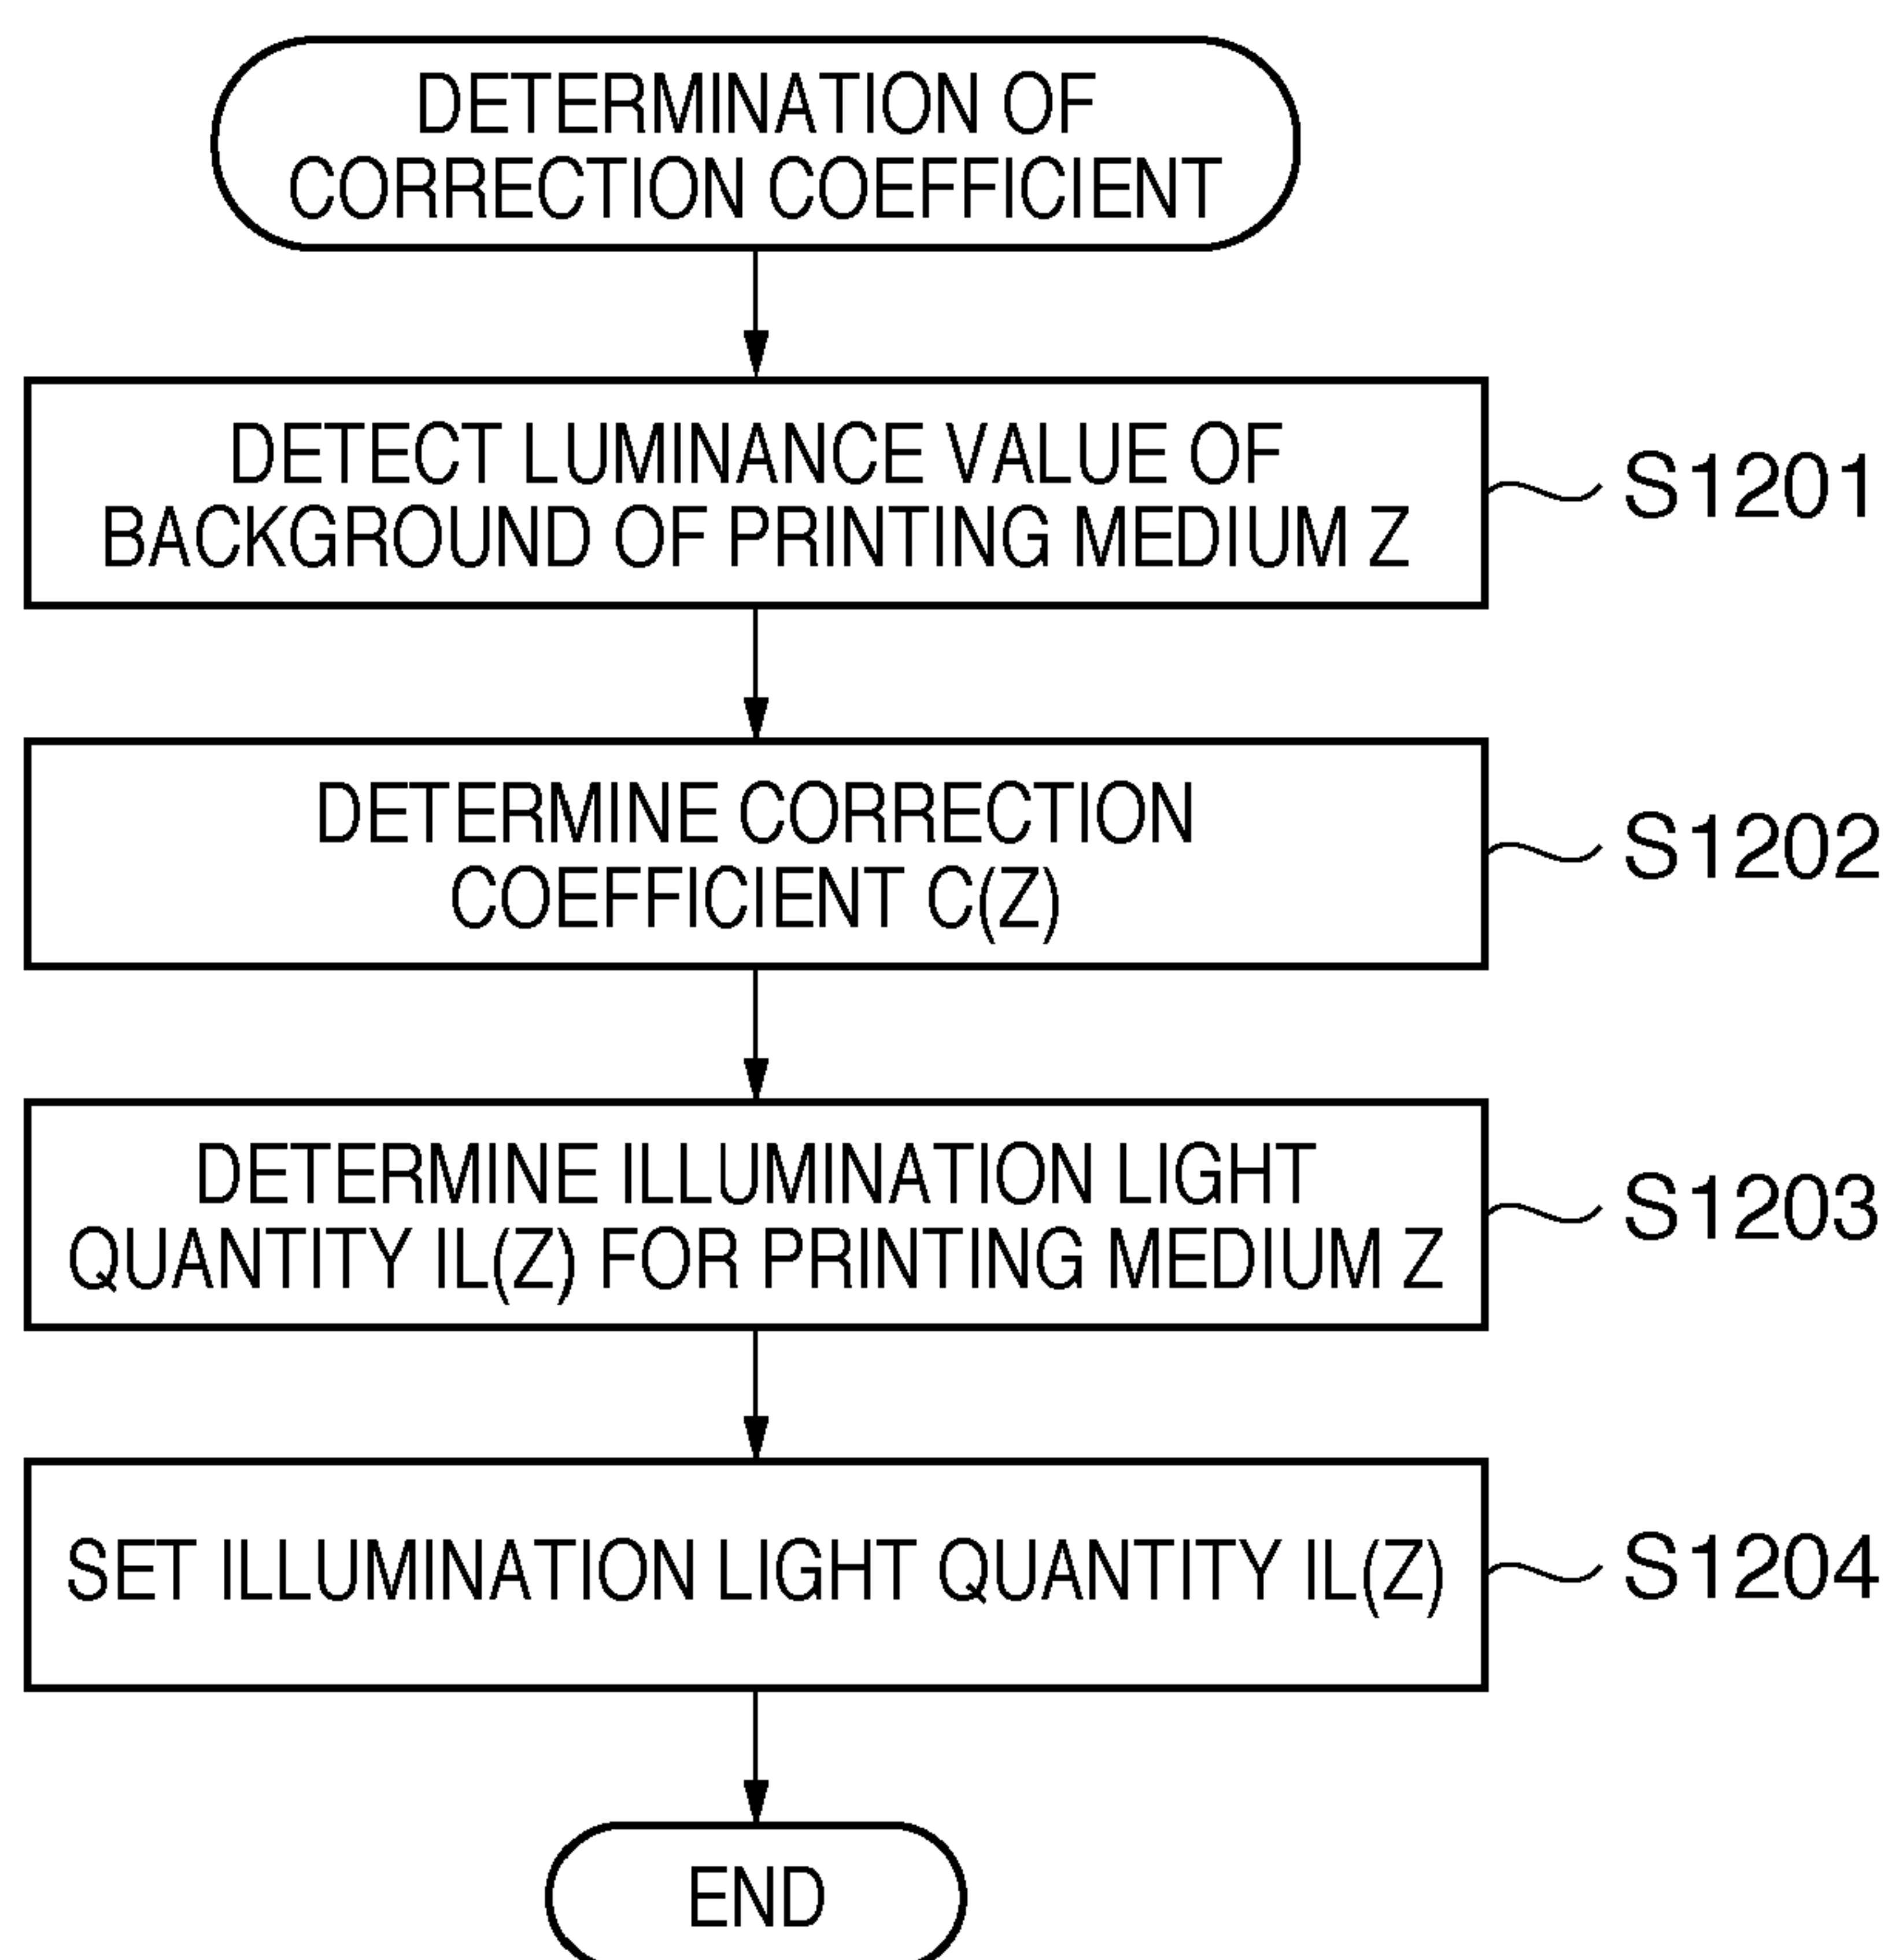 DETERMINATION OF
CORRECTION COEFFICIENT
DETECT LUMINANCE VALUE OF
BACKGROUND OF PRINTING MEDIUM Z
S1201
DETERMINE CORRECTION
COEFFICIENT C(Z)
S1202
DETERMINE ILLUMINATION LIGHT
QUANTITY IL(Z) FOR PRINTING MEDIUM Z
S1203
SET ILLUMINATION LIGHT QUANTITY IL(Z)
S1204
END